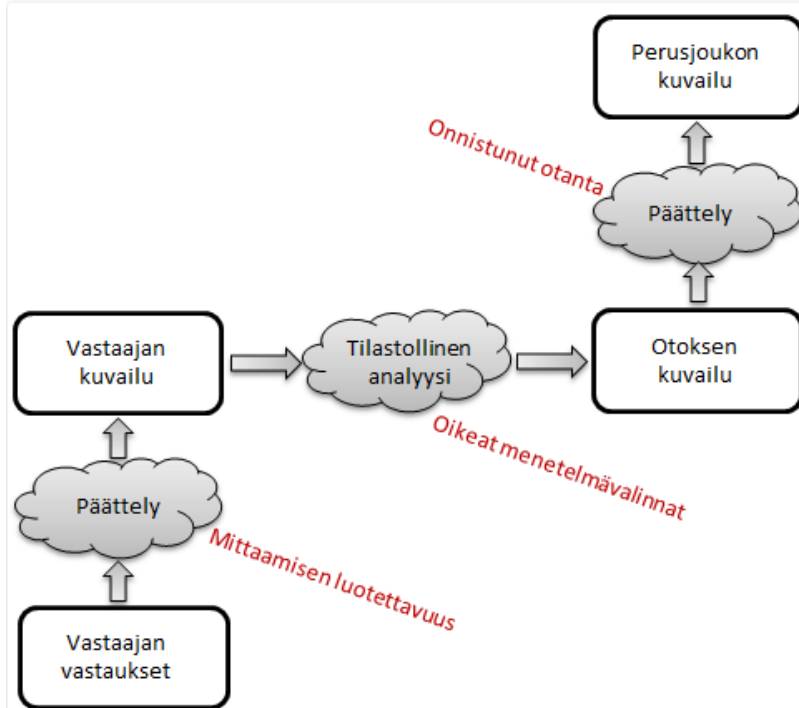 Perusjoukon
kuvailu
Onnistunut otanta
Päättely
Vastaajan
kuvailu
Tilastollinen
analyysi
Otoksen
kuvailu
Oikeat menetelmävalinnat
Päättely
Mittaamisen luotettavuus
Vastaajan
vastaukset